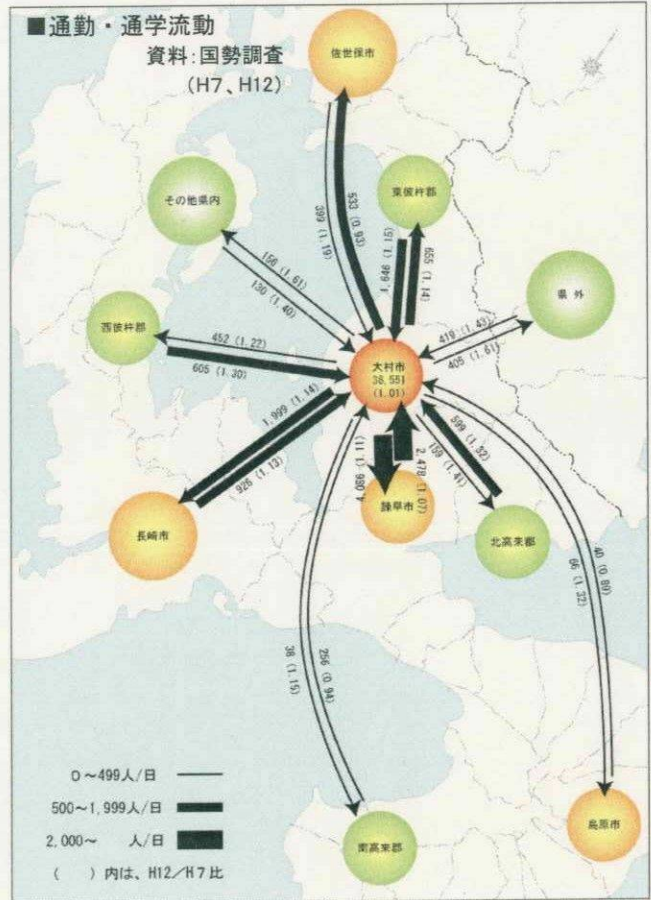 ■通勤・通学流動
資料:国勢調査
(H7、H12)
佐世保市
その他県内
東彼杵郡
533 (0.93)
399 (1.19)
1,646 (1.15)
655 (1.14)
156 (1.61)
130 (1.40)
県 外
西彼杵郡
452 (1.22)
605 (1.30)
419 (1.43)
405 (1.61)
大村市
36,551
(1.01)
1,999 (1.14)
926 (1.13)
4,066 (1.11)
2,478 (1.07)
599 (1.32)
159 (1.41)
長崎市
諫早市
北高来郡
40 (0.89)
66 (1.32)
256 (0.94)
38 (1.15)
0～499人/日
500～1,999人/日
2,000～ 人/日
( )内は、H12/H7比
南高来郡
島原市